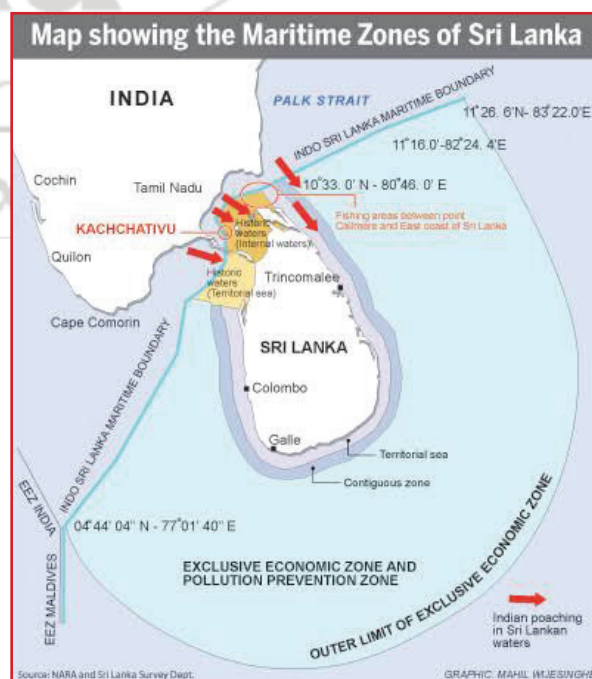 Map showing the Maritime Zones of Sri Lanka
INDIA
PALK STRAIT
INDO SRI LANKA MARITIME BOUNDARY
11°26. 6'N- 83°22.0'E
11°16.0'-82°24. 4'E
10°33. 0' N - 80°46. 0' E
Cochin
Tamil Nadu
KACHCHATIVU
Historic
waters
(Internal waters)
Fishing areas between point
Calimere and East coast of Sri
Lanka
Quilon
Historic
waters
(Territorial sea)
Trincomalee
Cape Comorin
SRI LANKA
Colombo
Galle
Territorial sea
Contiguous zone
INDO SRI LANKA MARITIME BOUNDARY
EEZ INDIA
04°44' 04" N - 77°01' 40" E
EEZ MALDIVES
EXCLUSIVE ECONOMIC ZONE AND
POLLUTION PREVENTION ZONE
OUTER LIMIT OF EXCLUSIVE ECONOMIC ZONE
Indian poaching
in Sri Lankan
waters
Source: NARA and Sri Lanka Survey Dept.
GRAPHIC: MAHIL WIJESINGHE